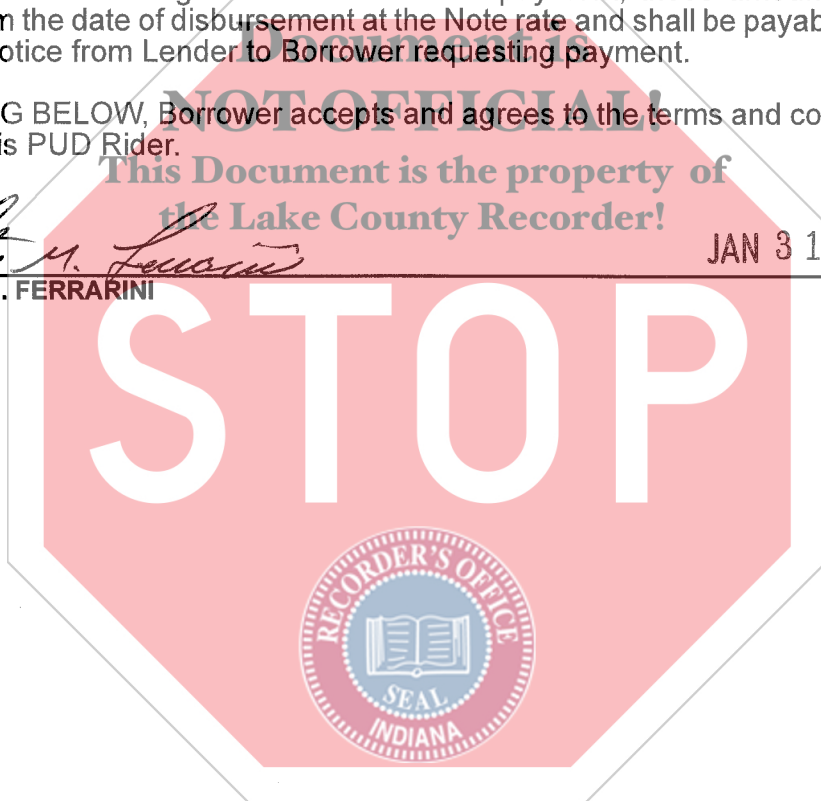 m the date of disbursement at the Note rate and shall be payab
otice from Lender to Borrower requesting payment.
Document is
NOT OFFICIAL!
G BELOW, Borrower accepts and agrees to the terms and co
is PUD Rider.
This Document is the property of
the Lake County Recorder!
M.
JAN 3 1
. FERRARINI
STOP
RECORDER'S OFFICE
SEAL
INDIANA